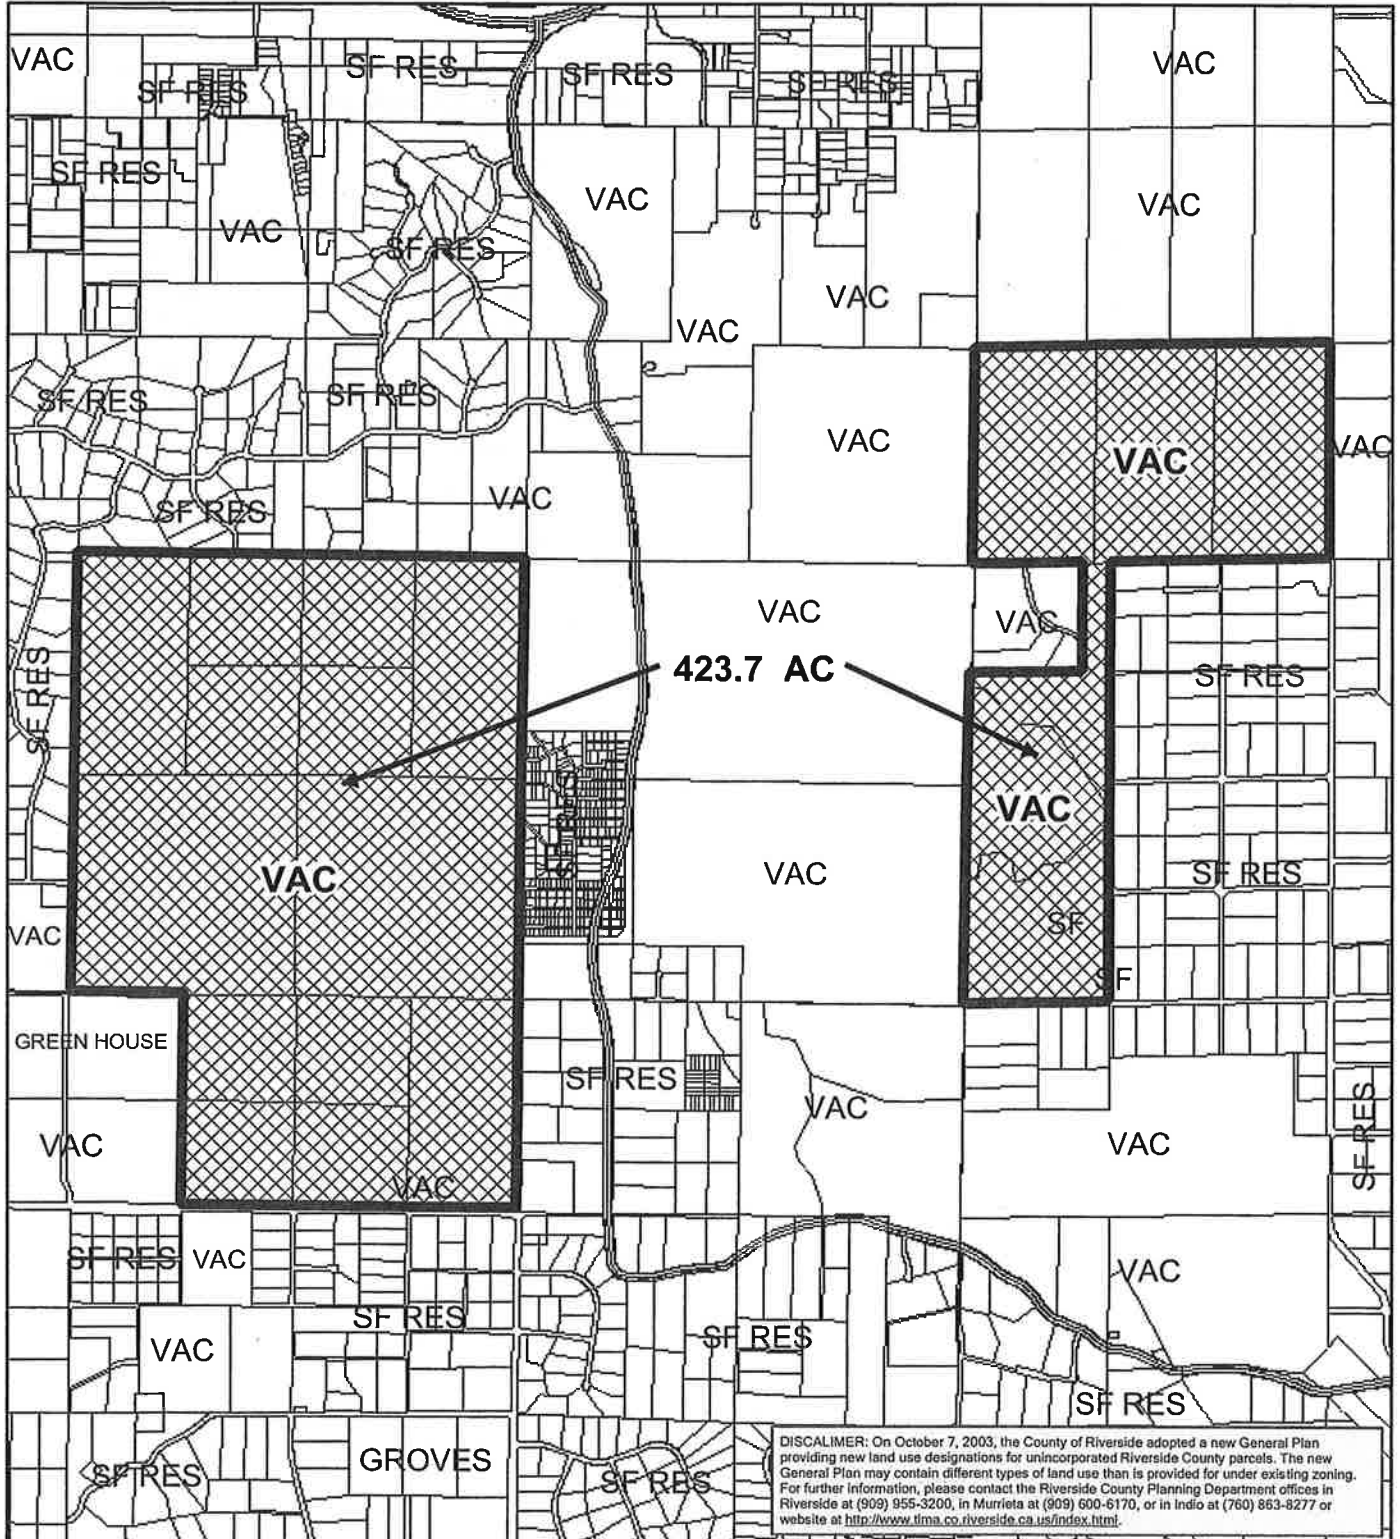 VAC
SF RES
SF RES
SF RES
SF RES
VAC
SF RES
VAC
VAC
VAC
SF RES
VAC
VAC
SF RES
SF RES
VAC
VAC
VAC
SF RES
VAC
VAC
VAC
SF RES
423.7 AC
SF RES
VAC
VAC
VAC
SF RES
SF
VAC
SF
GREEN HOUSE
SF RES
VAC
VAC
VAC
SF RES
VAC
SF RES
VAC
VAC
SF RES
SF RES
VAC
SF RES
GROVES
SF RES
SF RES
DISCALIMER: On October 7, 2003, the County of Riverside adopted a new General Plan
providing new land use designations for unincorporated Riverside County parcels. The new
General Plan may contain different types of land use than is provided for under existing zoning.
For further information, please contact the Riverside County Planning Department offices in
Riverside at (909) 955-3200, in Murrieta at (909) 600-6170, or in Indio at (760) 863-8277 or
website at http://www.tlma.co.riverside.ca.us/index.html.